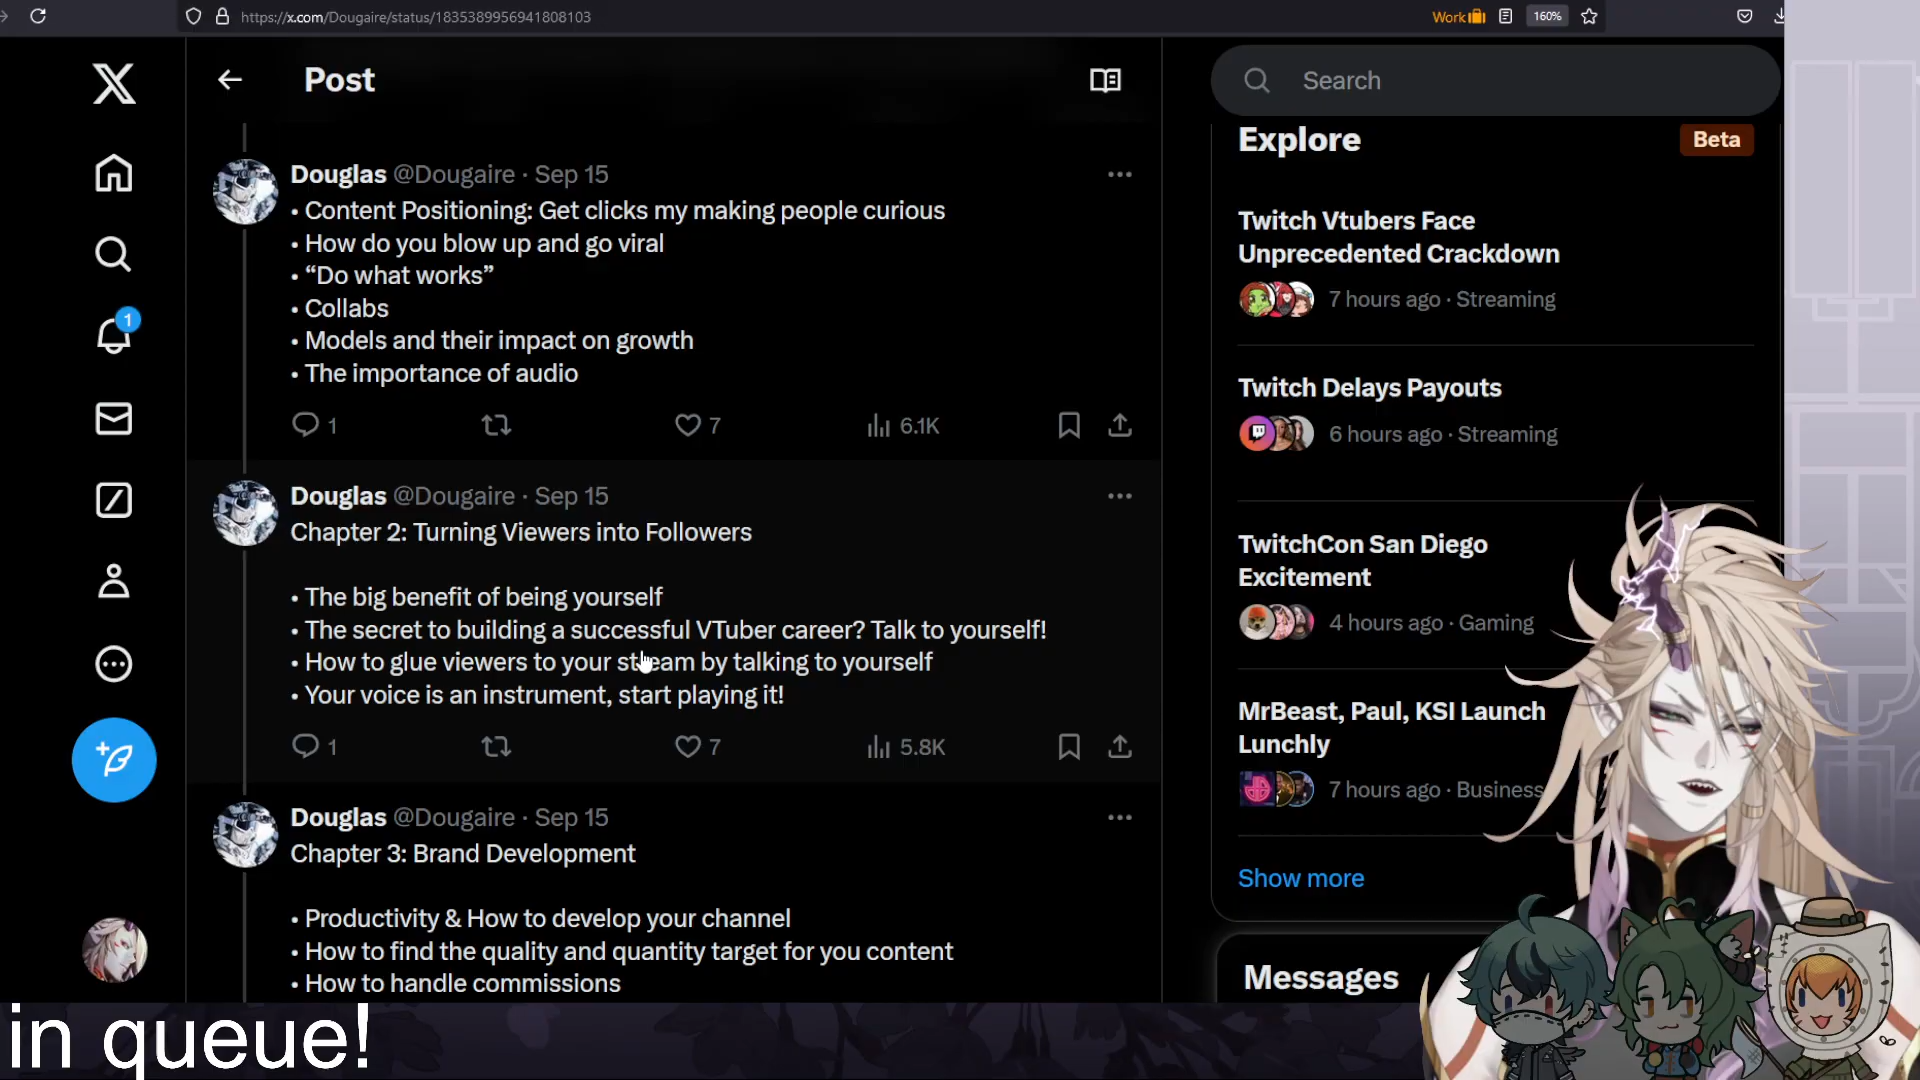 https://x.com/Dougaire/status/1835389956941808103
Work
160%
Post
Search
Douglas @Dougaire · Sep 15
• Content Positioning: Get clicks my making people curious
• How do you blow up and go viral
• “Do what works”
• Collabs
• Models and their impact on growth
• The importance of audio
1
7
6.1K
Douglas @Dougaire · Sep 15
Chapter 2: Turning Viewers into Followers
• The big benefit of being yourself
• The secret to building a successful VTuber career? Talk to yourself!
• How to glue viewers to your stream by talking to yourself
• Your voice is an instrument, start playing it!
1
7
5.8K
Douglas @Dougaire · Sep 15
Chapter 3: Brand Development
• Productivity & How to develop your channel
• How to find the quality and quantity target for you content
• How to handle commissions
1
Explore
Beta
Twitch Vtubers Face
Unprecedented Crackdown
7 hours ago · Streaming
Twitch Delays Payouts
6 hours ago · Streaming
TwitchCon San Diego
Excitement
4 hours ago · Gaming
MrBeast, Paul, KSI Launch
Lunchly
7 hours ago · Business
Show more
Messages
in queue!